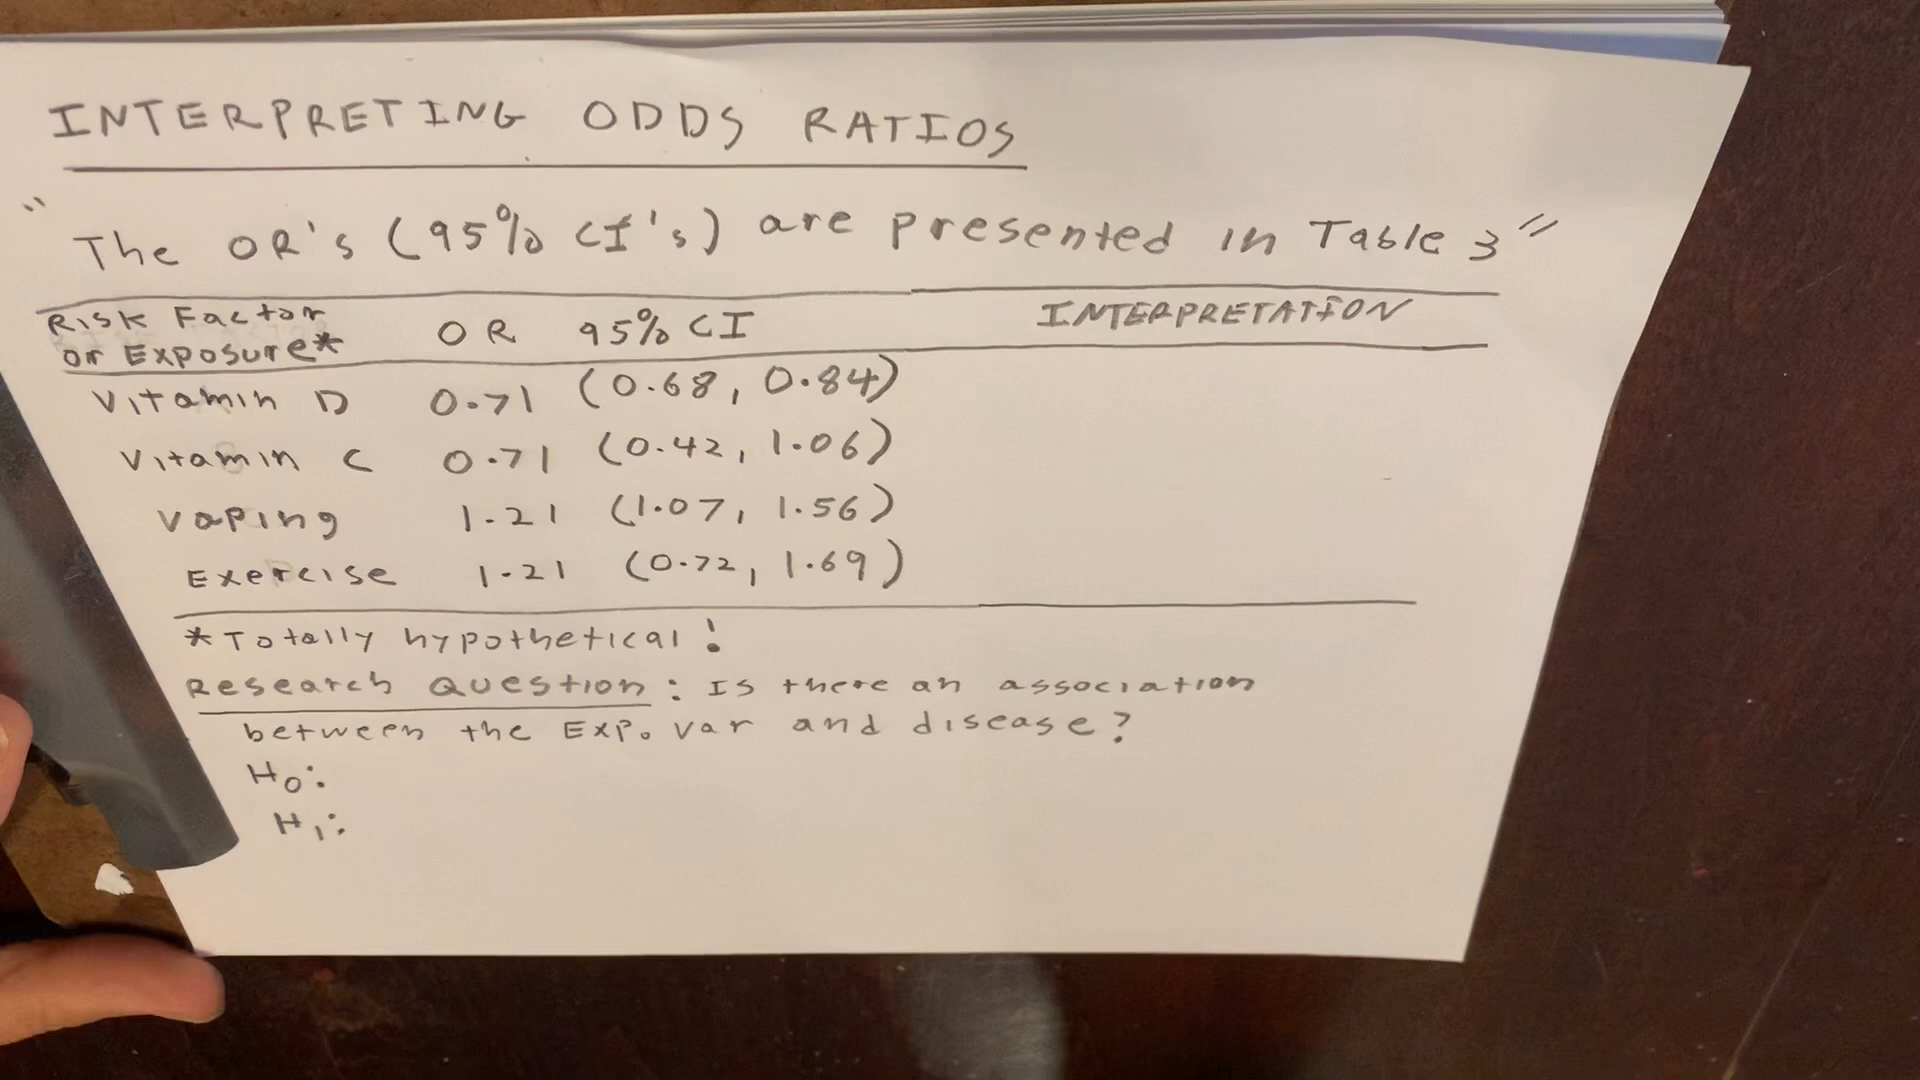 INTERPRETING ODDS RATIOS
"The OR's (95% CI's) are presented in Table 3"
Risk Factor or Exposure* OR 95% CI INTERPRETATION
Vitamin D 0.71 (0.68, 0.84)
Vitamin C 0.71 (0.42, 1.06)
Vaping 1.21 (1.07, 1.56)
Exercise 1.21 (0.72, 1.69)
*Totally hypothetical!
Research Question: Is there an association
between the Exp. var and disease?
H0:
H1: